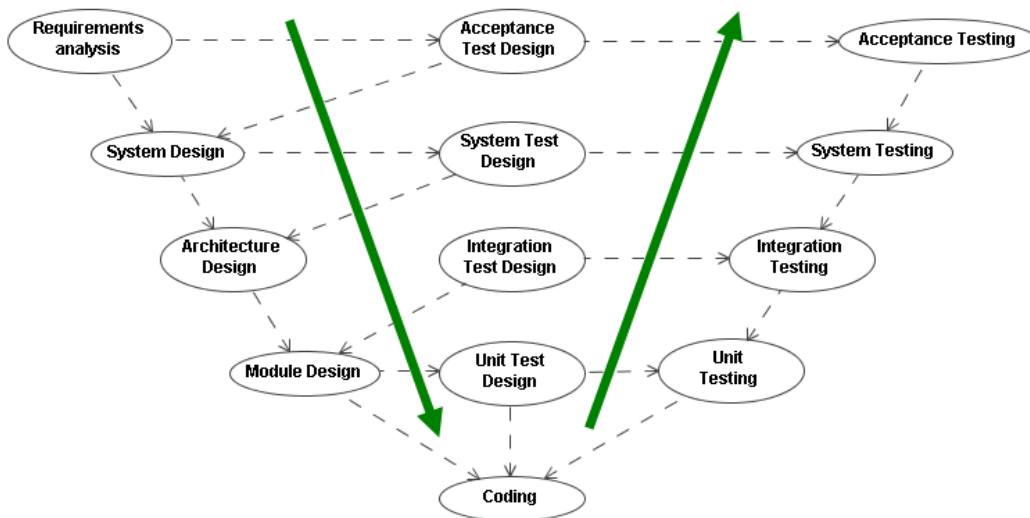 Requirements
analysis
Acceptance
Test Design
Acceptance Testing
System Design
System Test
Design
System Testing
Architecture
Design
Integration
Test Design
Integration
Testing
Module Design
Unit Test
Design
Unit
Testing
Coding